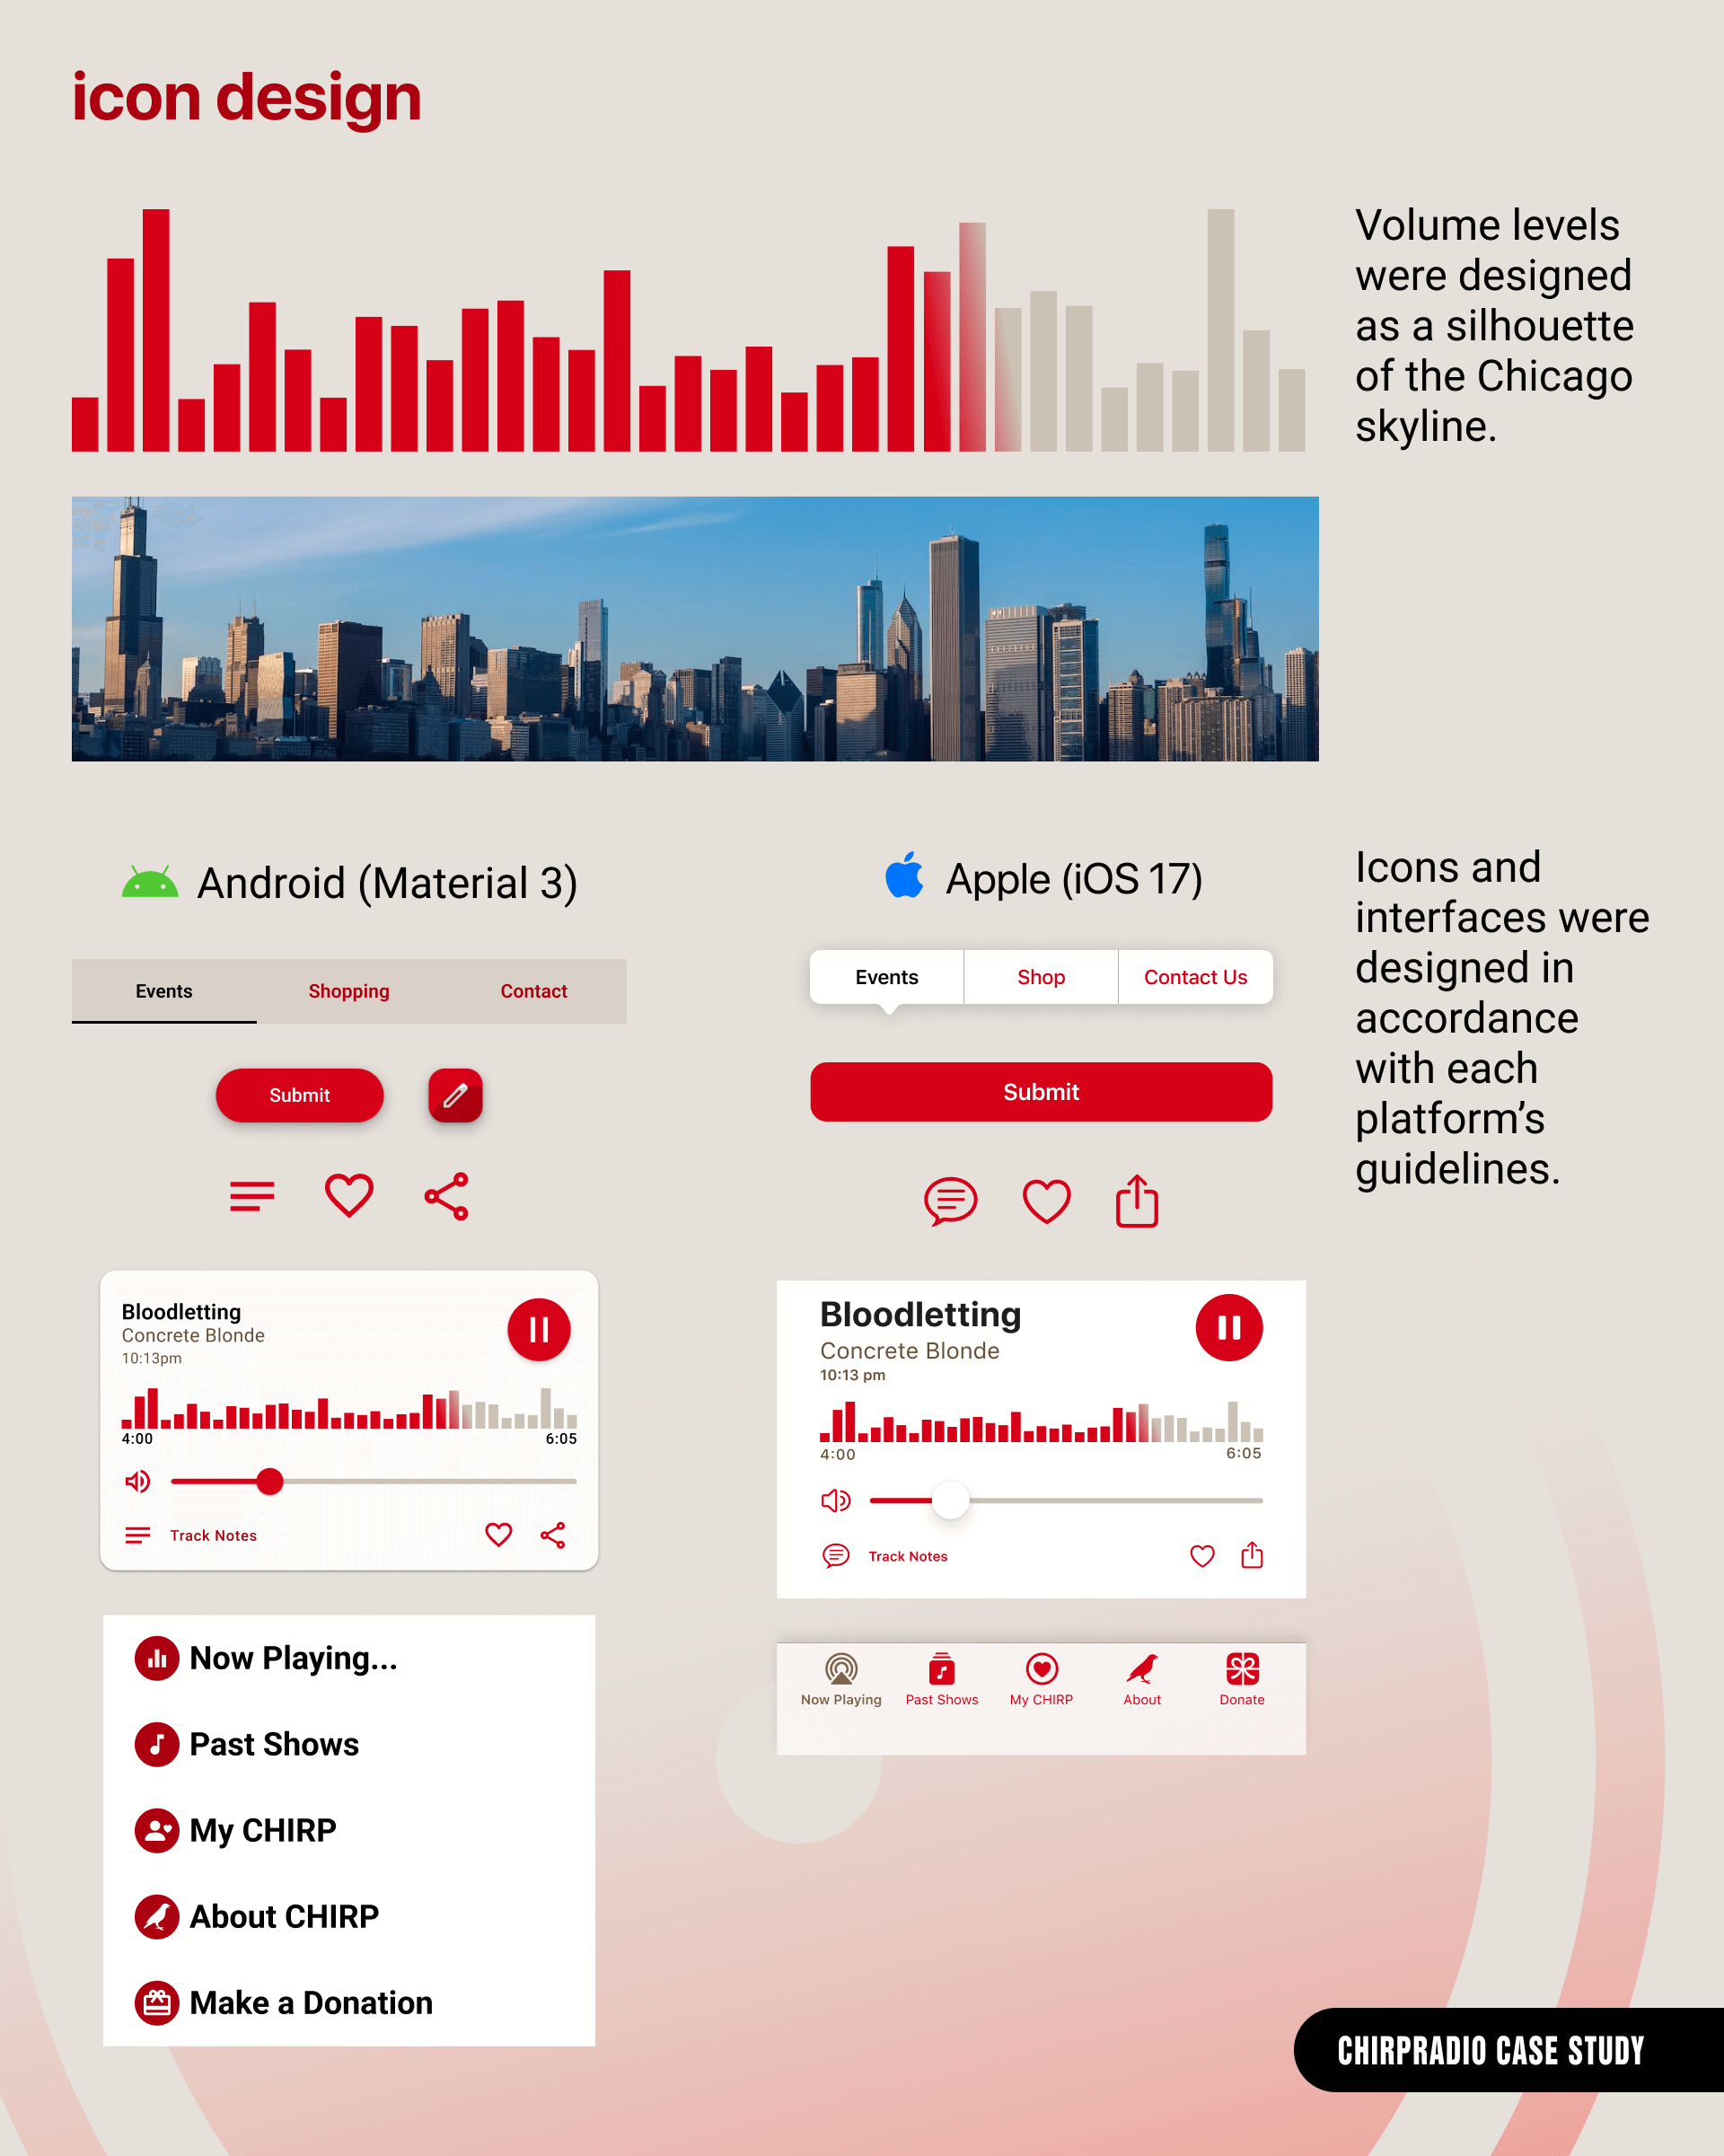 icon design
Volume levels
were designed
as a silhouette
of the Chicago
skyline.
Android (Material 3)
Apple (iOS 17)
Icons and
interfaces were
designed in
accordance
with each
platform’s
guidelines.
Events Shopping Contact
Submit
Events Shop Contact Us
Submit
Bloodletting
Concrete Blonde
10:13pm
4:00 6:05
Track Notes
Bloodletting
Concrete Blonde
10:13 pm
4:00 6:05
Track Notes
Now Playing...
Past Shows
My CHIRP
About CHIRP
Make a Donation
Now Playing Past Shows My CHIRP About Donate
CHIRPRADIO CASE STUDY